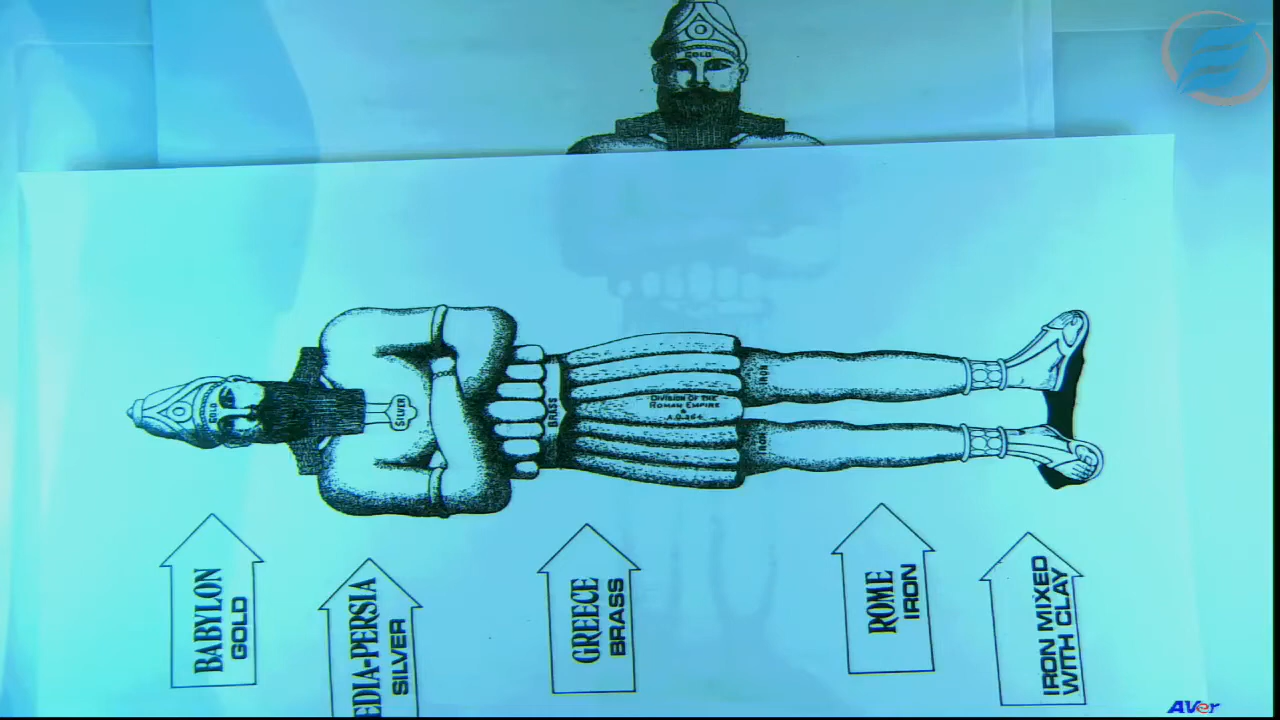 GOLD
GOLD
SILVER
BRASS
DIVISION OF THE
ROMAN EMPIRE
IRON
IRON
BABYLON
GOLD
EDIA-PERSIA
SILVER
GREECE
BRASS
ROME
IRON
IRON MIXED
WITH CLAY
AVer